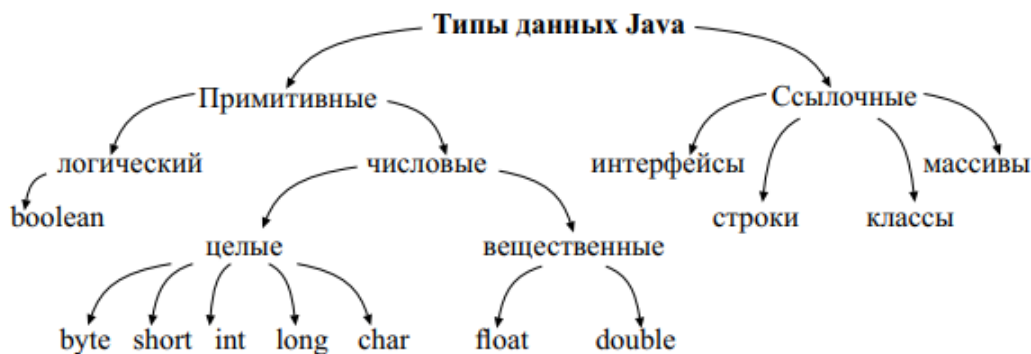 Типы данных Java
Примитивные Ссылочные
логический числовые интерфейсы массивы
boolean строки классы
целые вещественные
byte short int long char float double